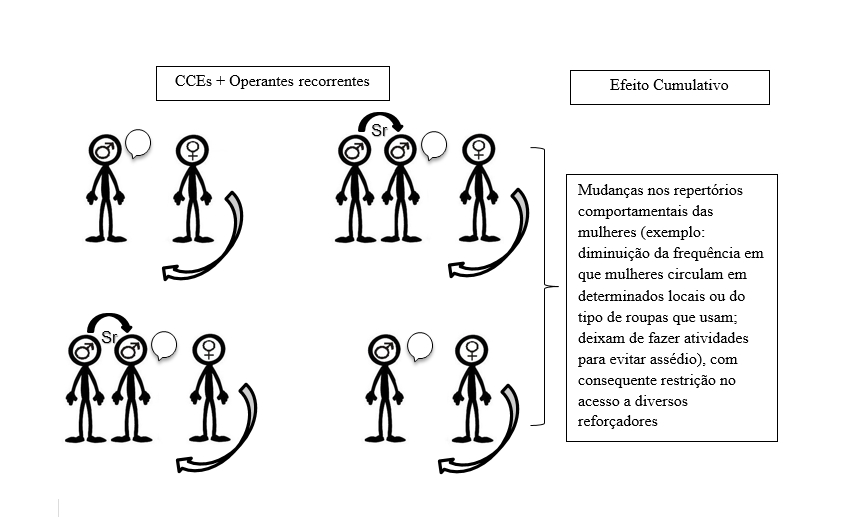 CCEs + Operantes recorrentes
Efeito Cumulativo
Sr
Sr
Mudanças nos repertórios
comportamentais das
mulheres (exemplo:
diminuição da frequência em
que mulheres circulam em
determinados locais ou do
tipo de roupas que usam;
deixam de fazer atividades
para evitar assédio), com
consequente restrição no
acesso a diversos
reforçadores